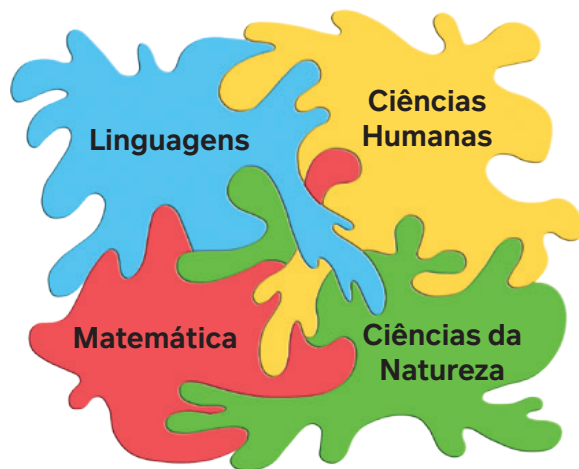 Linguagens
Ciências
Humanas
Matemática
Ciências da
Natureza